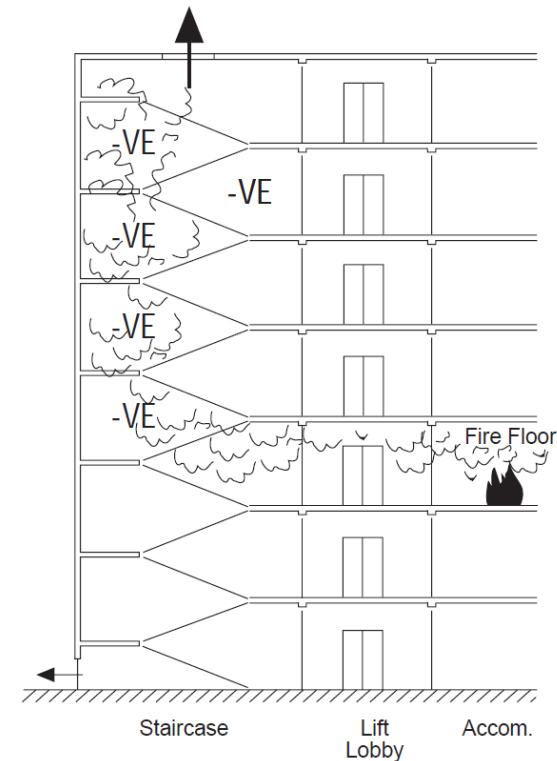 -VE
-VE
-VE
-VE
-VE
Fire Floor
Staircase
Lift
Lobby
Accom.